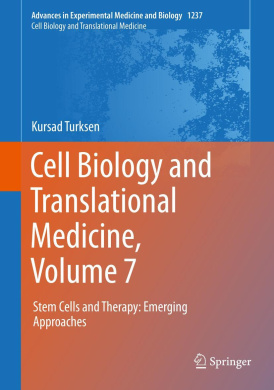 Advances in Experimental Medicine and Biology 1237
Cell Biology and Translational Medicine
Kursad Turksen
Cell Biology and
Translational
Medicine,
Volume 7
Stem Cells and Therapy: Emerging
Approaches
Springer